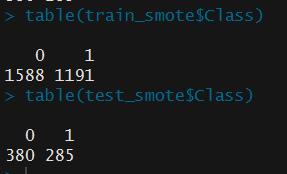 > table(train_smote$Class)
0 1
1588 1191
> table(test_smote$Class)
0 1
380 285
>